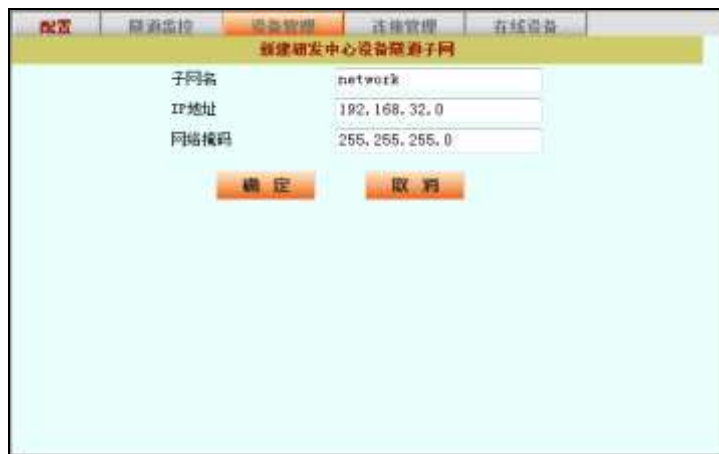 配置 隧道监控 设备管理 连接管理 在线设备
新建研发中心设备隧道子网
子网名 network
IP地址 192.168.32.0
网络掩码 255.255.255.0
确 定 取 消